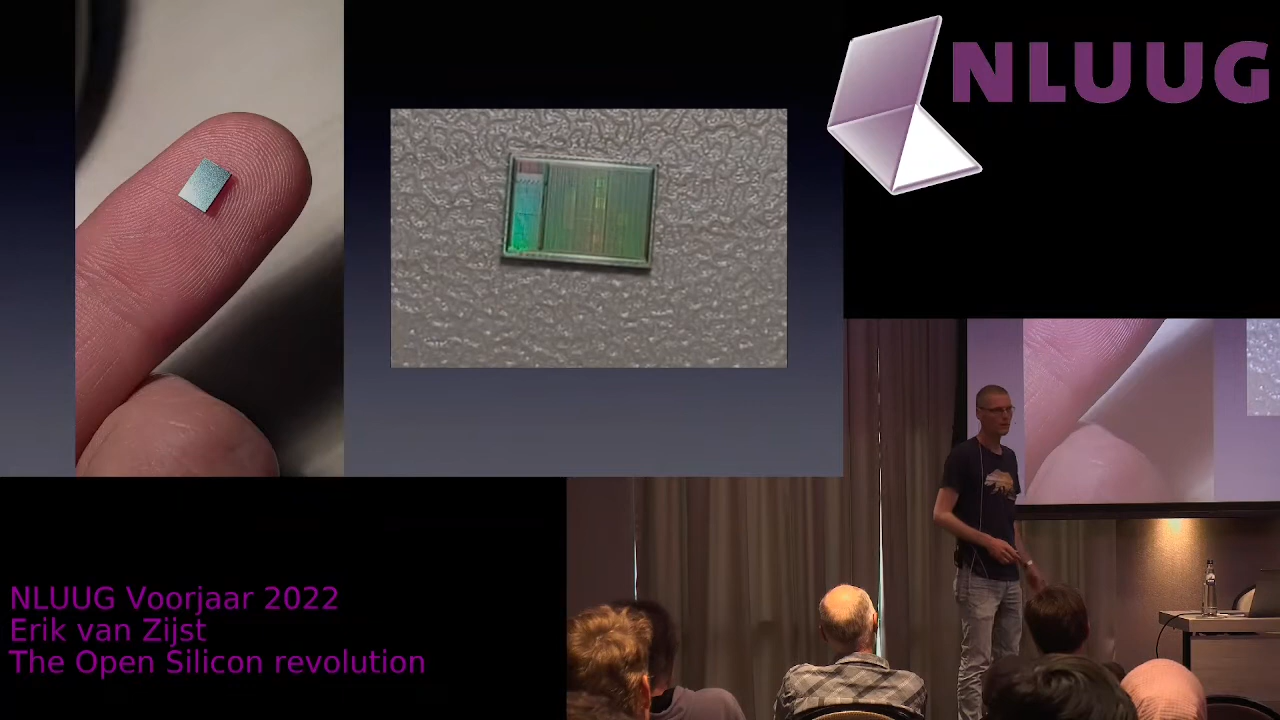 NLUUG
NLUUG Voorjaar 2022
Erik van Zijst
The Open Silicon revolution